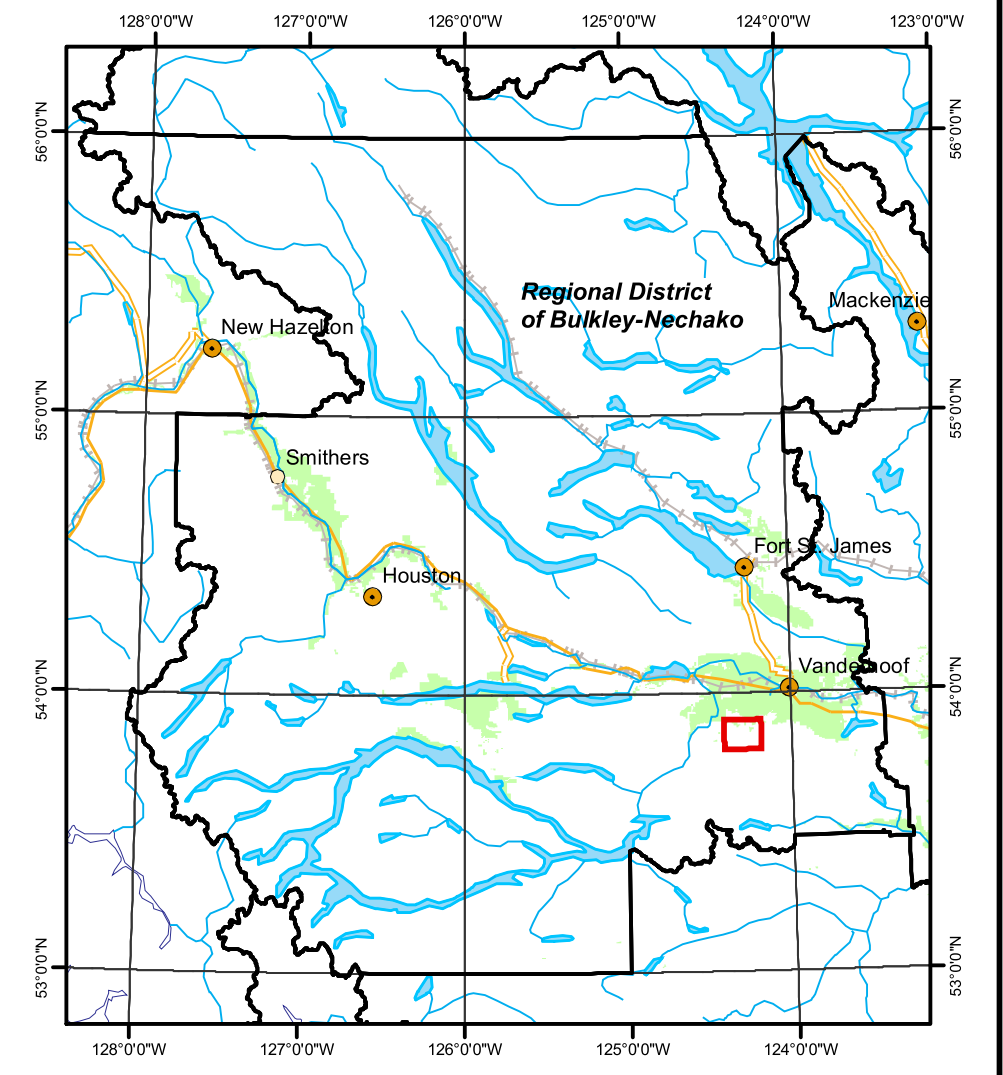 128°0'0"W 127°0'0"W 126°0'0"W 125°0'0"W 124°0'0"W 123°0'0"W
56°0'0"N 56°0'0"N
Regional District
of Bulkley-Nechako
Mackenzie
New Hazelton
55°0'0"N 55°0'0"N
Smithers
Fort St. James
Houston
Vanderhoof
54°0'0"N 54°0'0"N
53°0'0"N 53°0'0"N
128°0'0"W 127°0'0"W 126°0'0"W 125°0'0"W 124°0'0"W